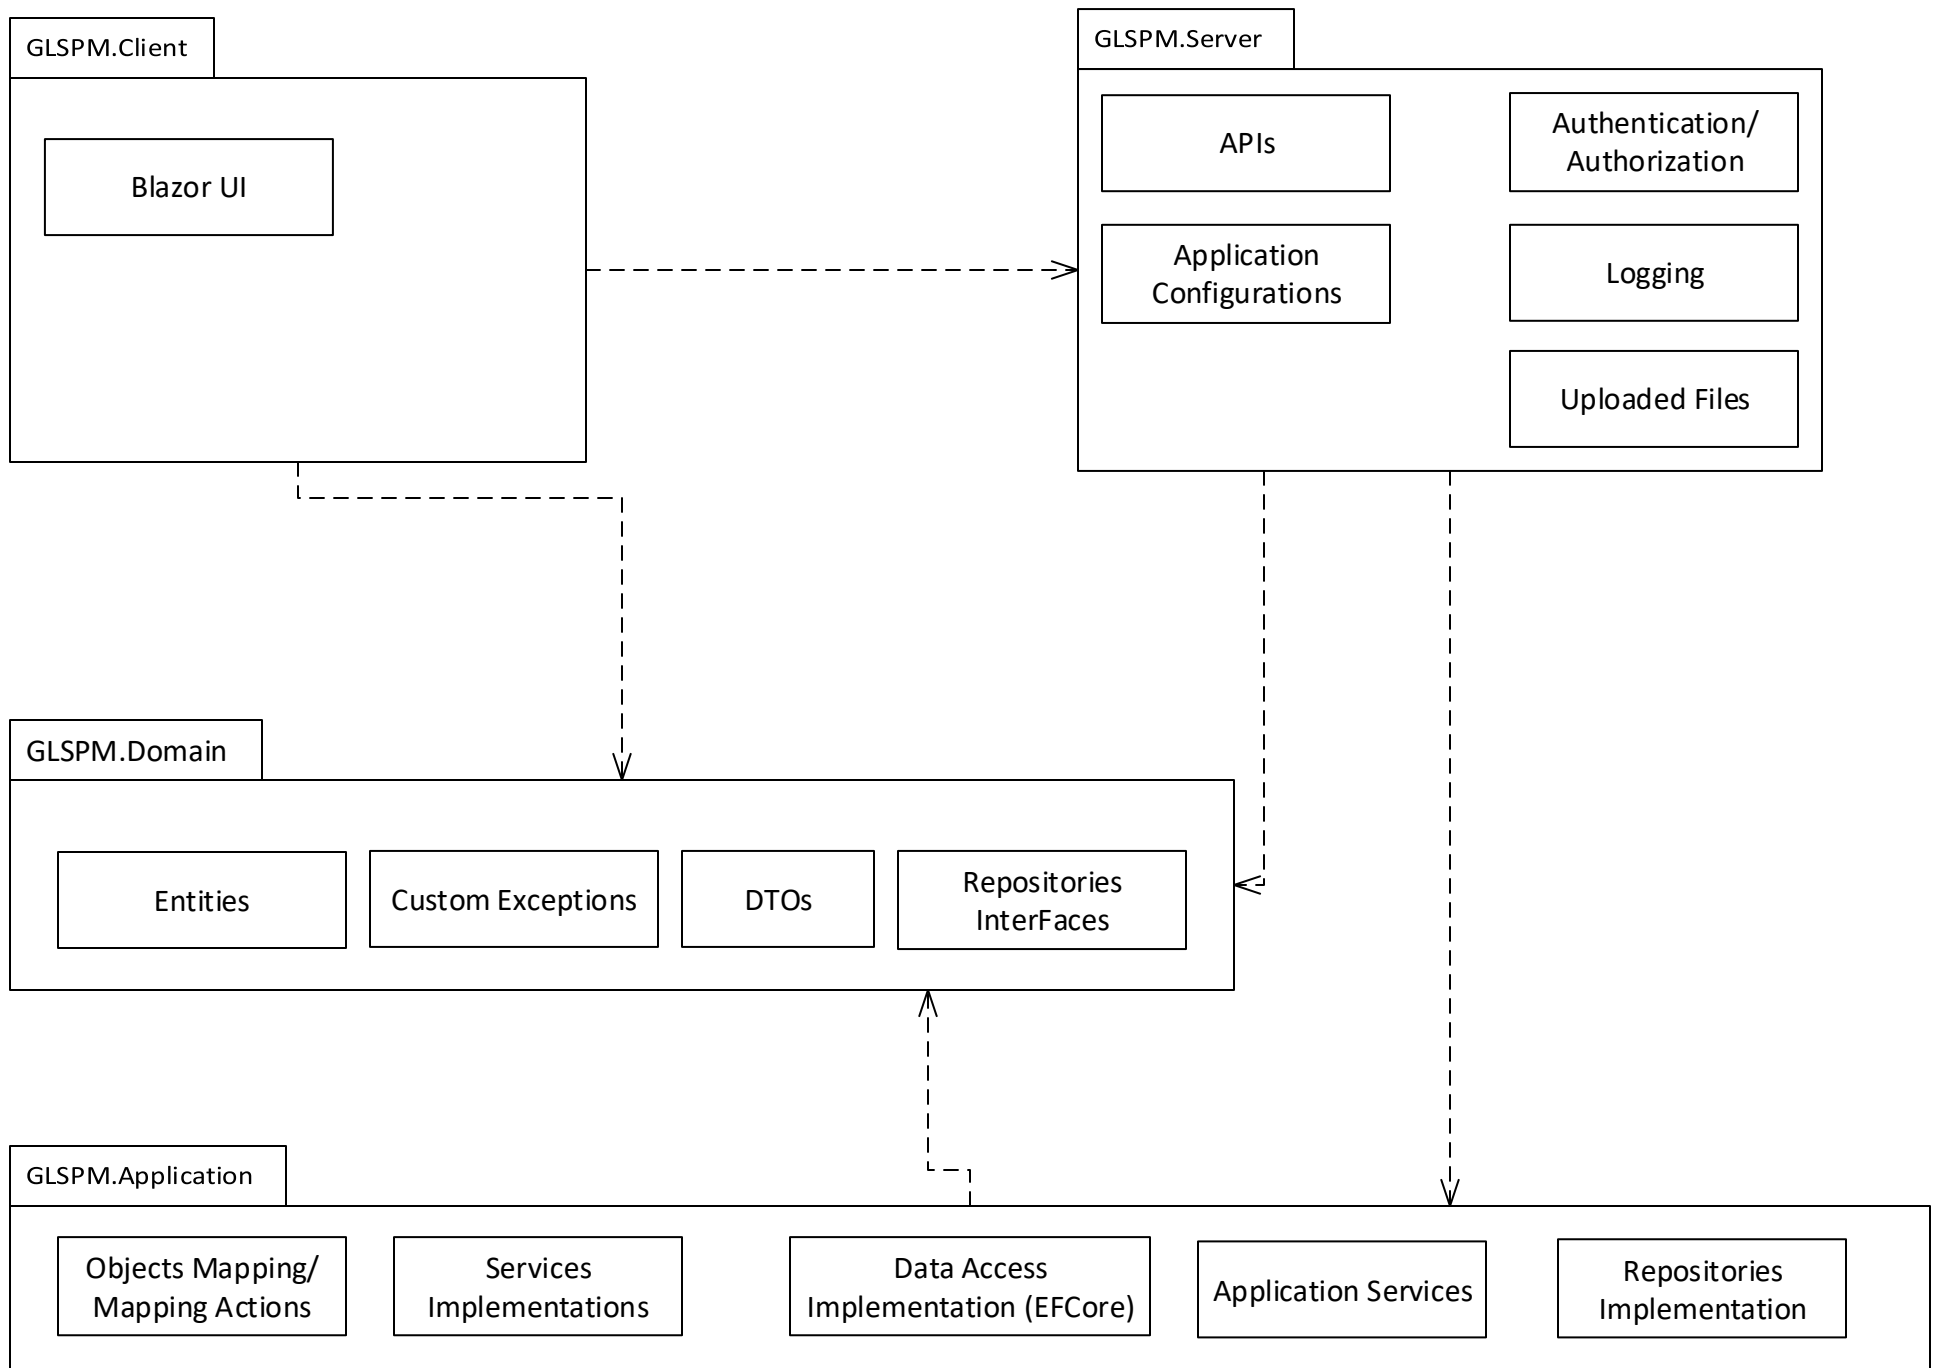 GLSPM.Client
Blazor UI
GLSPM.Server
APIs
Authentication/
Authorization
Application
Configurations
Logging
Uploaded Files
GLSPM.Domain
Entities
Custom Exceptions
DTOs
Repositories
InterFaces
GLSPM.Application
Objects Mapping/
Mapping Actions
Services
Implementations
Data Access
Implementation (EFCore)
Application Services
Repositories
Implementation